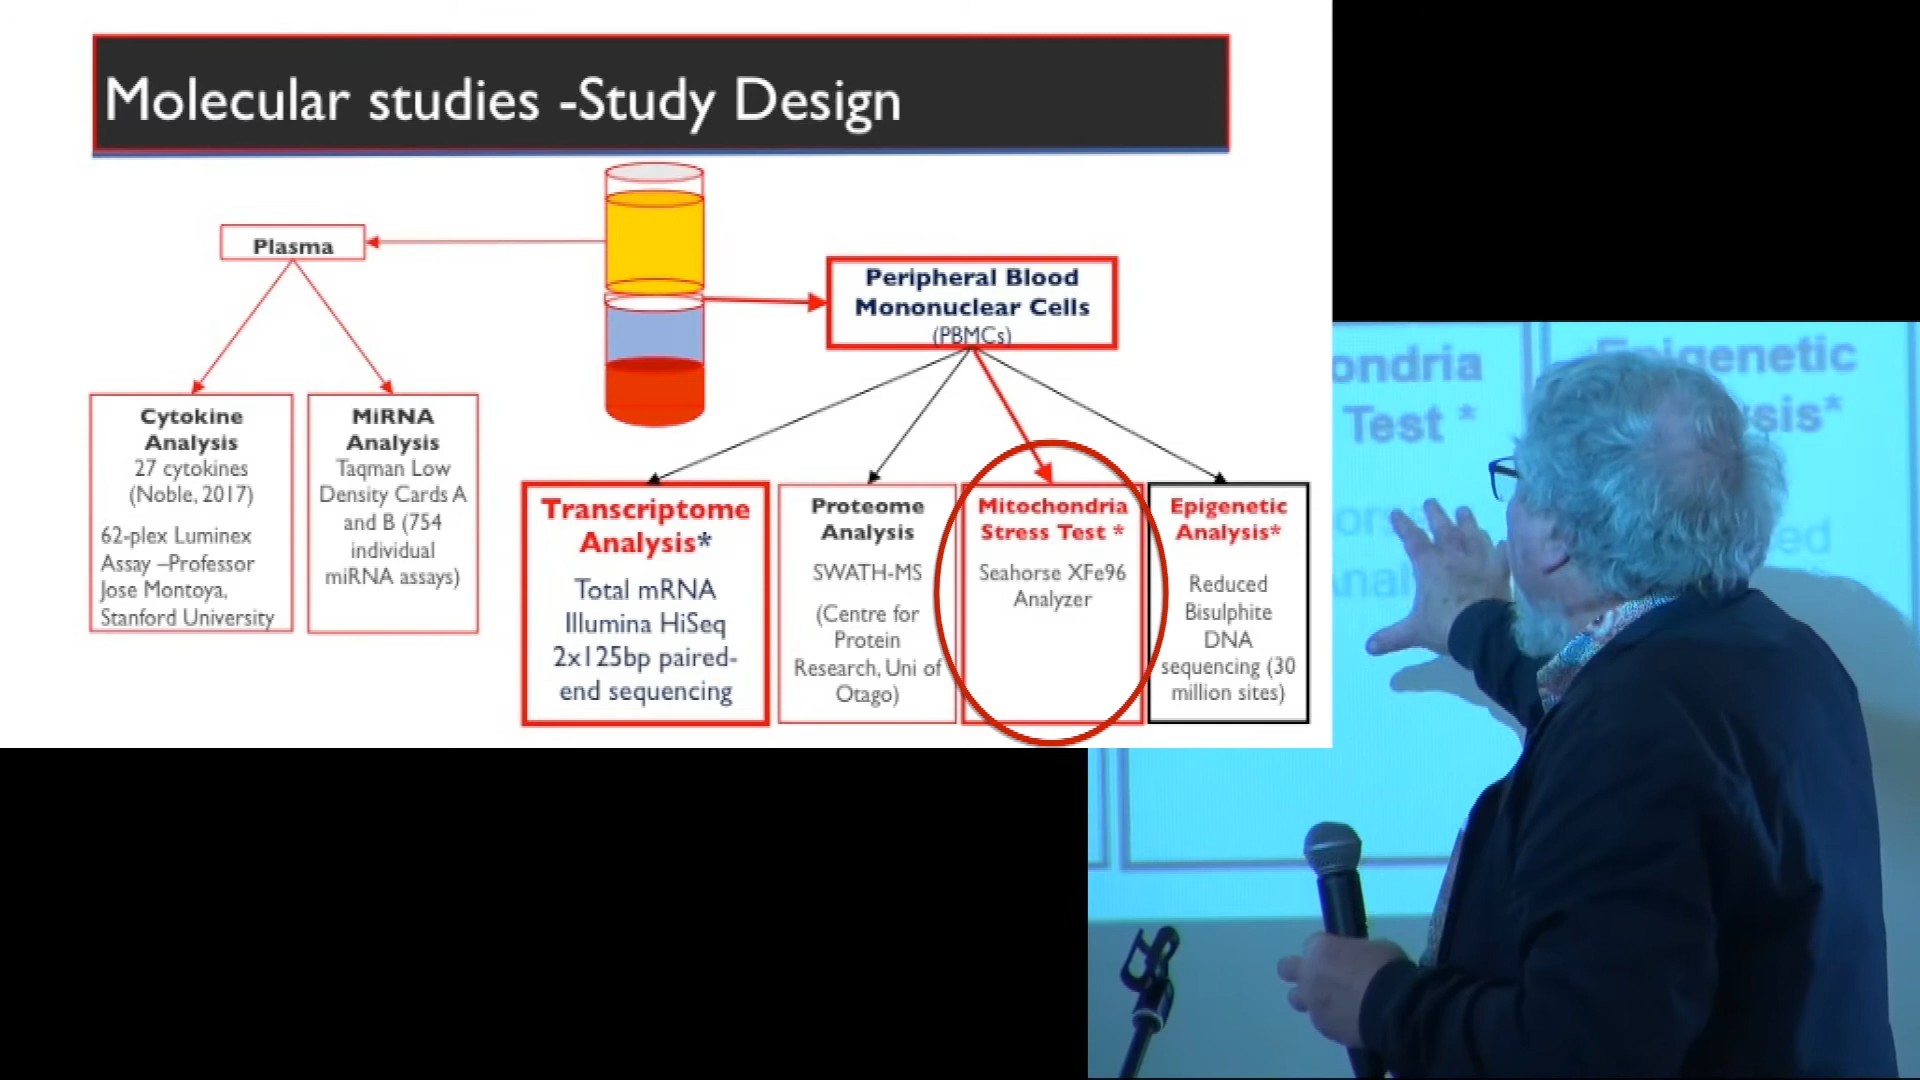 Molecular studies -Study Design
Plasma
Peripheral Blood
Mononuclear Cells
(PBMCs)
Cytokine
Analysis
27 cytokines
(Noble, 2017)
62-plex Luminex
Assay –Professor
Jose Montoya,
Stanford University
MiRNA
Analysis
Taqman Low
Density Cards A
and B (754
individual
miRNA assays)
Transcriptome
Analysis*
Total mRNA
Illumina HiSeq
2x125bp paired-
end sequencing
Proteome
Analysis
SWATH-MS
(Centre for
Protein
Research, Uni of
Otago)
Mitochondria
Stress Test *
Seahorse XFe96
Analyzer
Epigenetic
Analysis*
Reduced
Bisulphite
DNA
sequencing (30
million sites)
ondria
Test *
Epigenetic
sis*